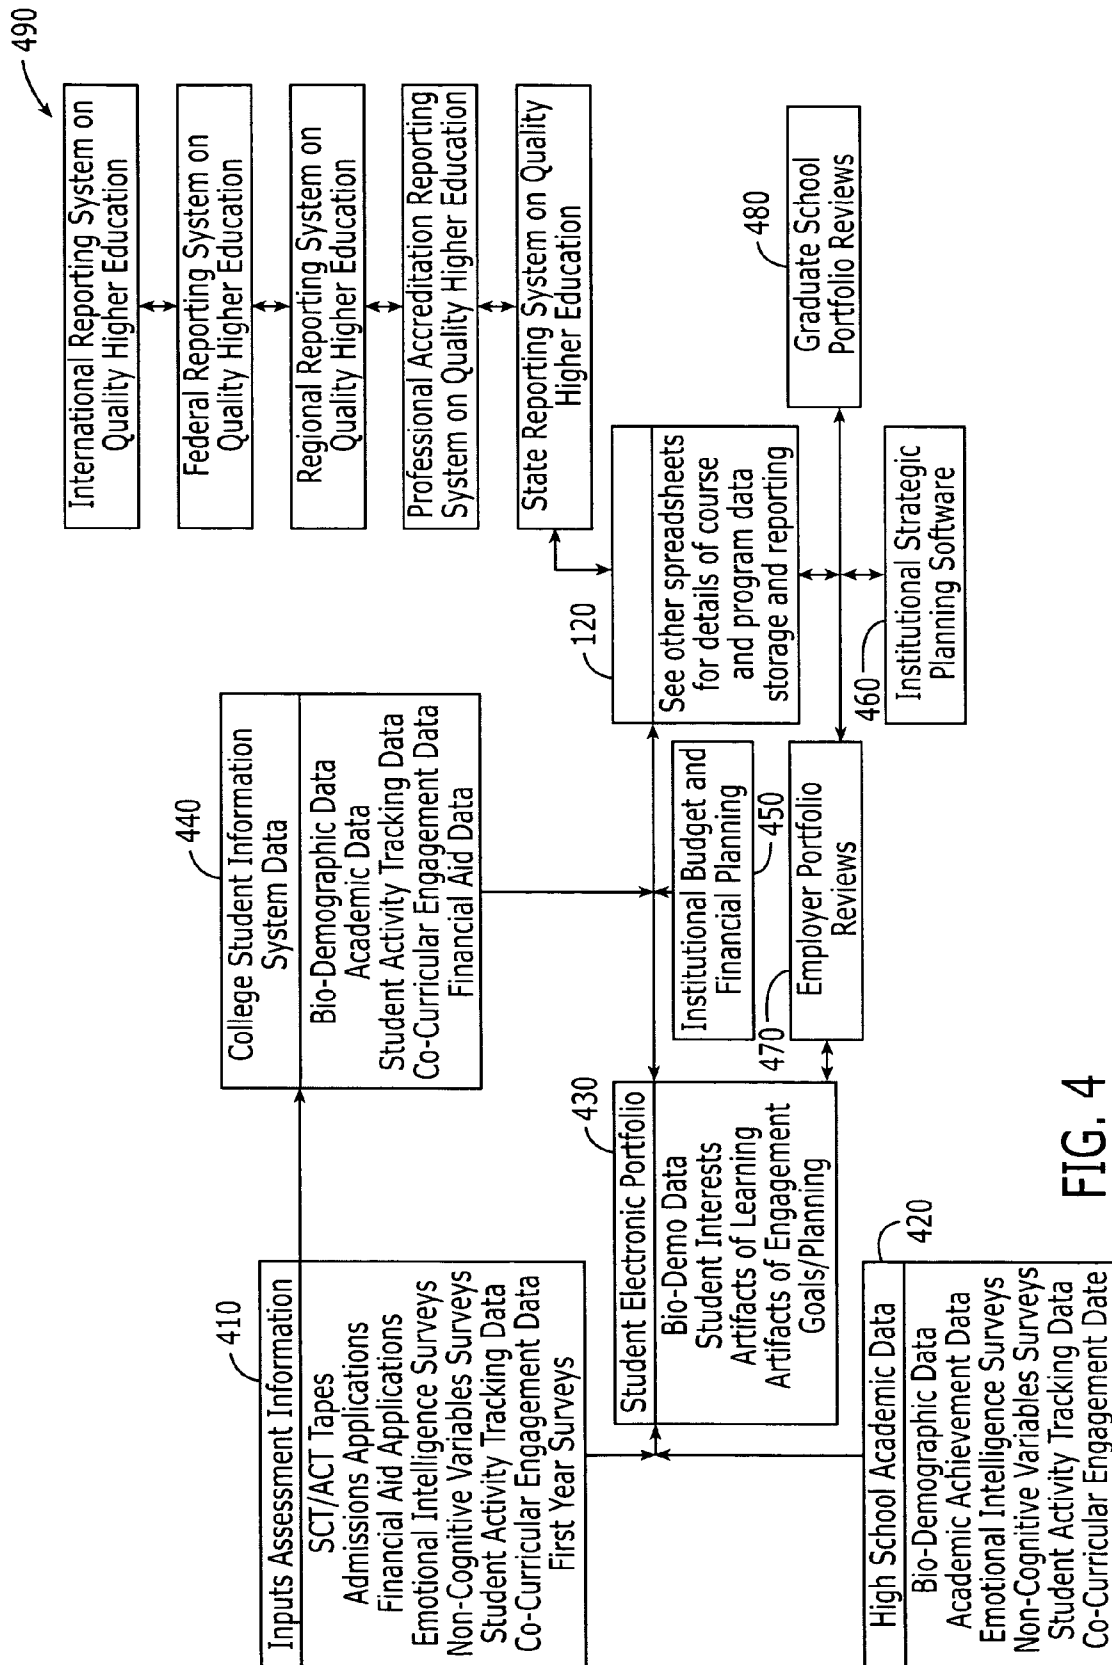 490
International Reporting System on
Quality Higher Education
Federal Reporting System on
Quality Higher Education
Regional Reporting System on
Quality Higher Education
Professional Accreditation Reporting
System on Quality Higher Education
State Reporting System on Quality
Higher Education
440
College Student Information
System Data
Bio-Demographic Data
Academic Data
Student Activity Tracking Data
Co-Curricular Engagement Data
Financial Aid Data
120
See other spreadsheets
for details of course
and program data
storage and reporting
480
Graduate School
Portfolio Reviews
410
Inputs Assessment Information
SCT/ACT Tapes
Admissions Applications
Financial Aid Applications
Emotional Intelligence Surveys
Non-Cognitive Variables Surveys
Student Activity Tracking Data
Co-Curricular Engagement Data
First Year Surveys
430
Student Electronic Portfolio
Bio-Demo Data
Student Interests
Artifacts of Learning
Artifacts of Engagement
Goals/Planning
Institutional Budget and
Financial Planning
450
470
Employer Portfolio
Reviews
460
Institutional Strategic
Planning Software
420
High School Academic Data
Bio-Demographic Data
Academic Achievement Data
Emotional Intelligence Surveys
Non-Cognitive Variables Surveys
Student Activity Tracking Data
Co-Curricular Engagement Date
FIG. 4